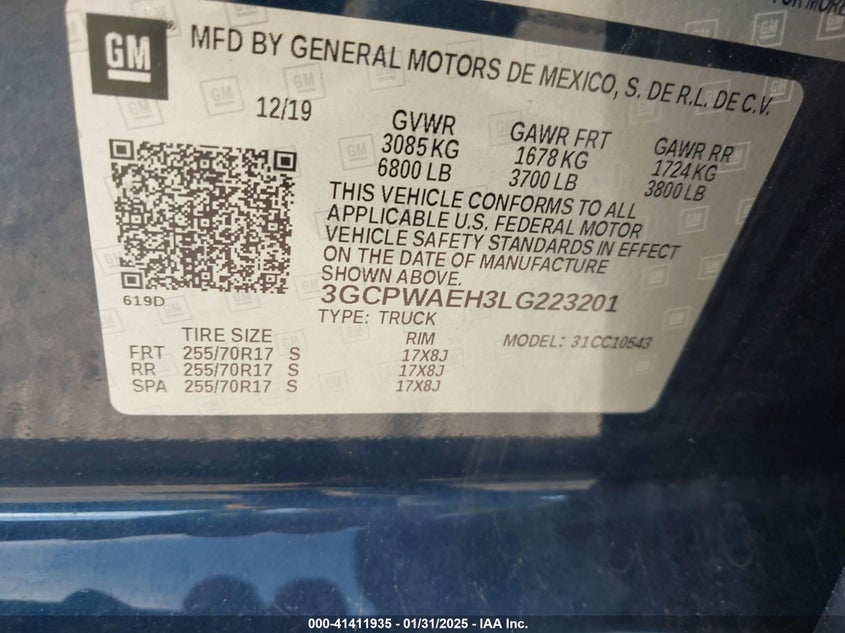 FOR MORE
GM®
MFD BY GENERAL MOTORS DE MEXICO, S. DE R.L. DE C.V.
12/19
GVWR
3085 KG
6800 LB
GAWR FRT
1678 KG
3700 LB
GAWR RR
1724 KG
3800 LB
THIS VEHICLE CONFORMS TO ALL
APPLICABLE U.S. FEDERAL MOTOR
VEHICLE SAFETY STANDARDS IN EFFECT
ON THE DATE OF MANUFACTURE
SHOWN ABOVE.
619D
3GCPWAEH3LG223201
TYPE: TRUCK
MODEL: 31CC10543
TIRE SIZE RIM
FRT 255/70R17 S 17X8J
RR 255/70R17 S 17X8J
SPA 255/70R17 S 17X8J
000-41411935 - 01/31/2025 - IAA Inc.